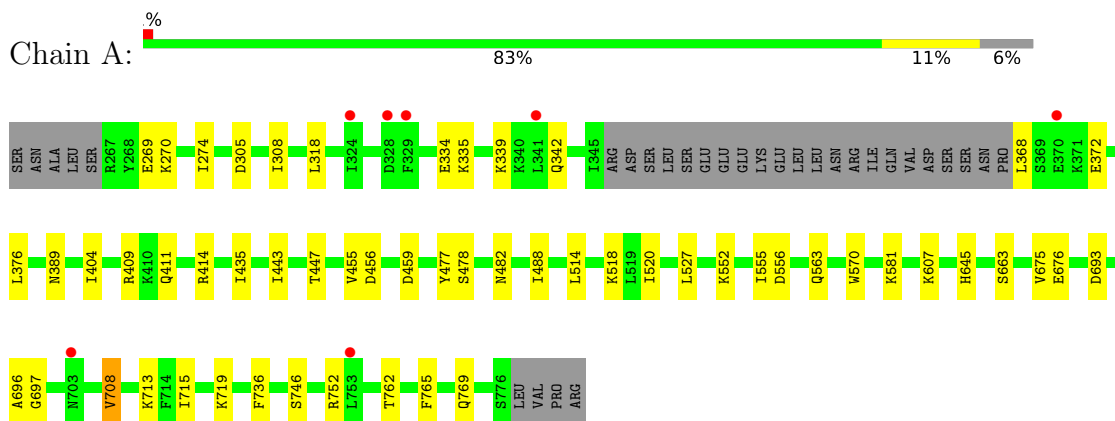 .%
Chain A:
83% 11% 6%
SER ASN ALA LEU SER R267 Y268 E269 K270 I274 D305 I308 L318 I324 D328 F329 E334 K335 K339 K340 L341 Q342 I345 ARG ASP SER LEU SER GLU GLU GLU LYS GLU LEU LEU ASN ARG ILE GLN VAL ASP SER SER ASN PRO L368 S369 E370 K371 E372
L376 N389 I404 R409 K410 Q411 R414 I435 I443 T447 V455 D456 D459 Y477 S478 N482 I488 L514 K518 L519 I520 L527 K552 I555 D556 Q563 W570 K581 K607 H645 S663 V675 E676 D693
A696 G697 N703 V708 K713 F714 I715 K719 F736 S746 R752 L753 T762 F765 Q769 S776 LEU VAL PRO ARG